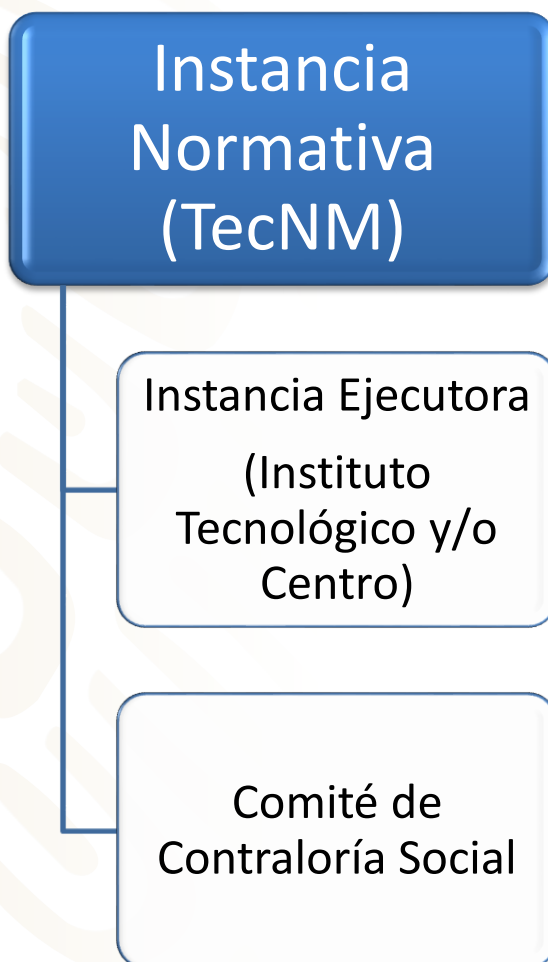 Instancia
Normativa
(TecNM)
Instancia Ejecutora
(Instituto
Tecnológico y/o
Centro)
Comité de
Contraloría Social